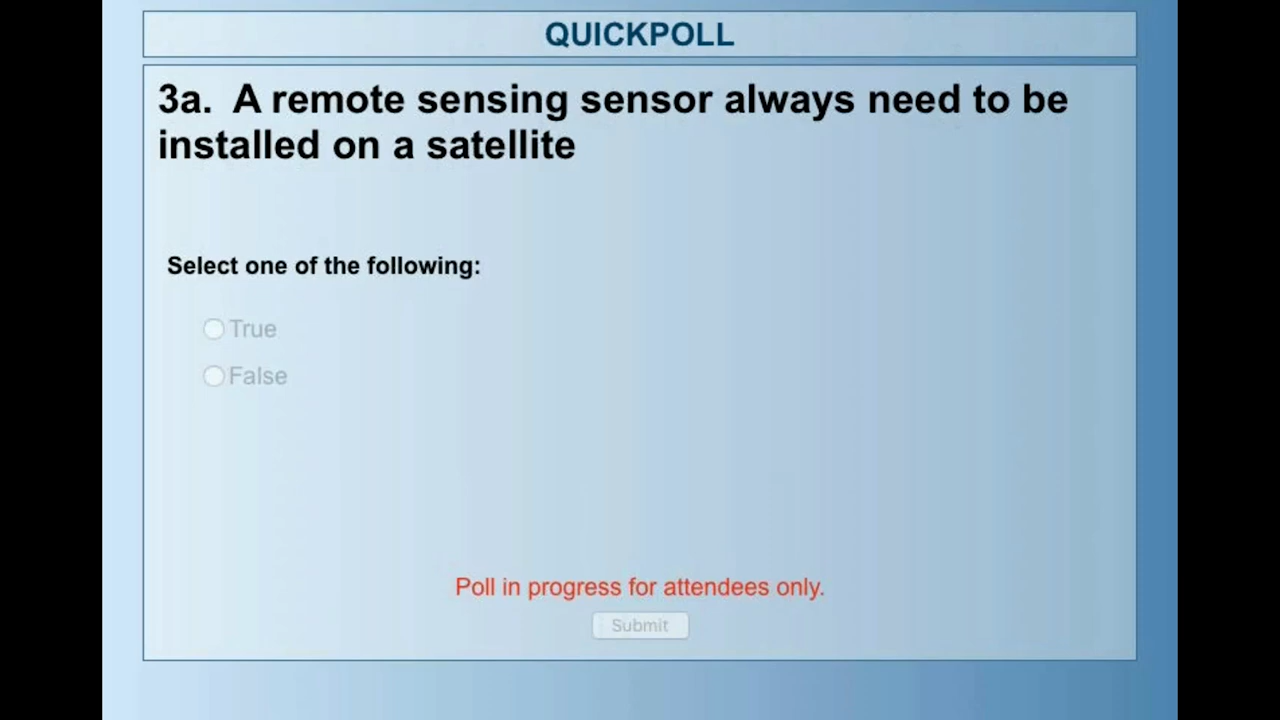 QUICKPOLL
3a. A remote sensing sensor always need to be
installed on a satellite
Select one of the following:
True
False
Poll in progress for attendees only.
Submit